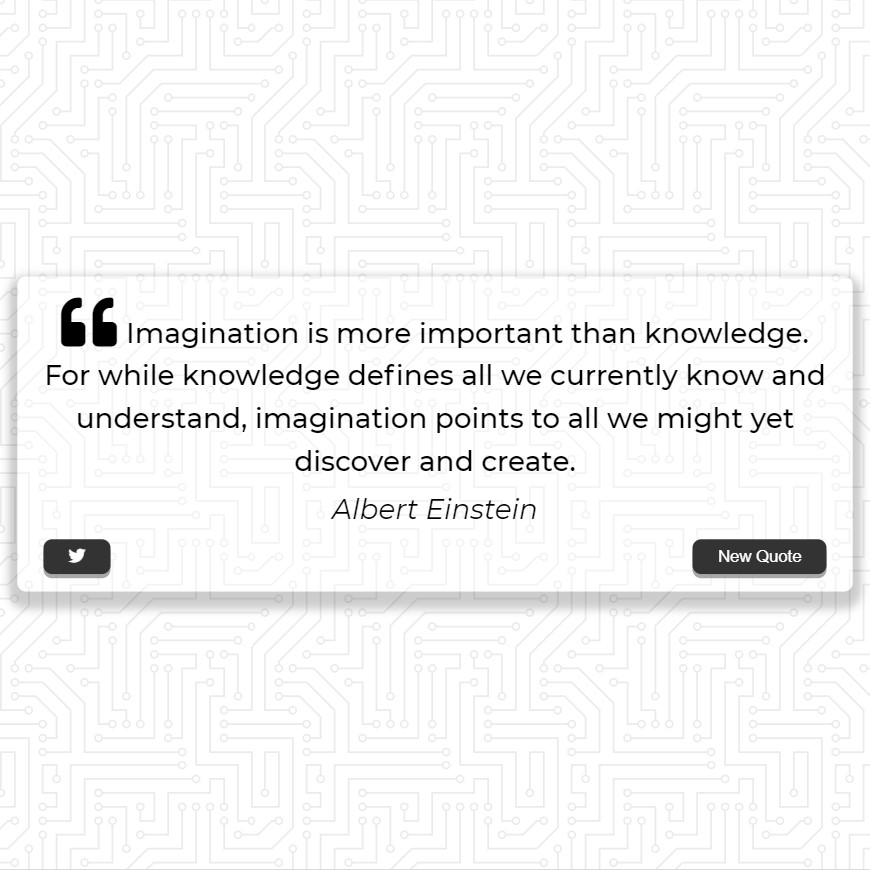 Imagination is more important than knowledge.
For while knowledge defines all we currently know and
understand, imagination points to all we might yet
discover and create.
Albert Einstein
New Quote